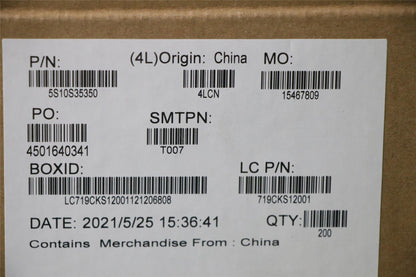 P/N: (4L)Origin: China MO:
5S10S35350 4LCN 15467809
PO: SMTPN:
4501640341 T007
BOXID: LC P/N:
LC719CKS12001121206808 719CKS12001
DATE: 2021/5/25 15:36:41 QTY:
200
Contains Merchandise From : China